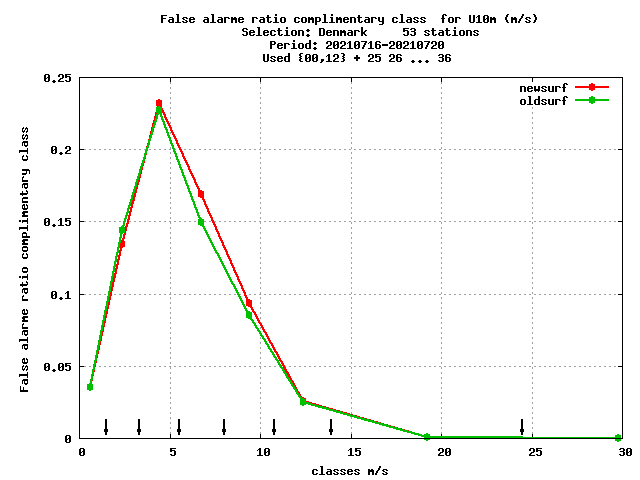 False alarme ratio complimentary class  for U10m (m/s)
Selection: Denmark     53 stations
Period: 20210716-20210720
Used {00,12} + 25 26 ... 36
newsurf
oldsurf
False alarme ratio complimentary class
0.25
0.2
0.15
0.1
0.05
0
0 5 10 15 20 25 30
classes m/s